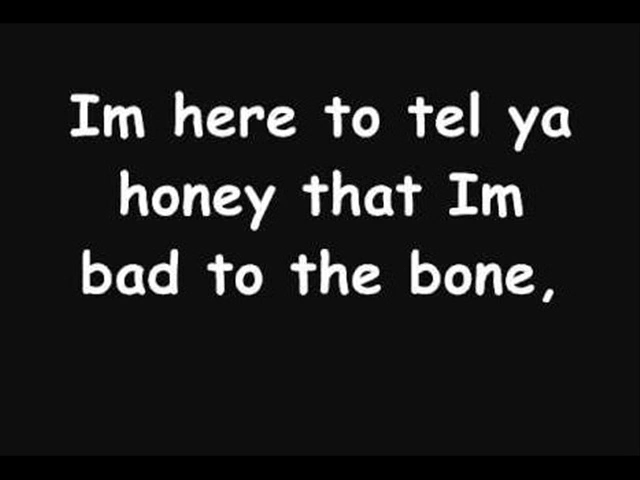 Im here to tel ya
honey that Im
bad to the bone,